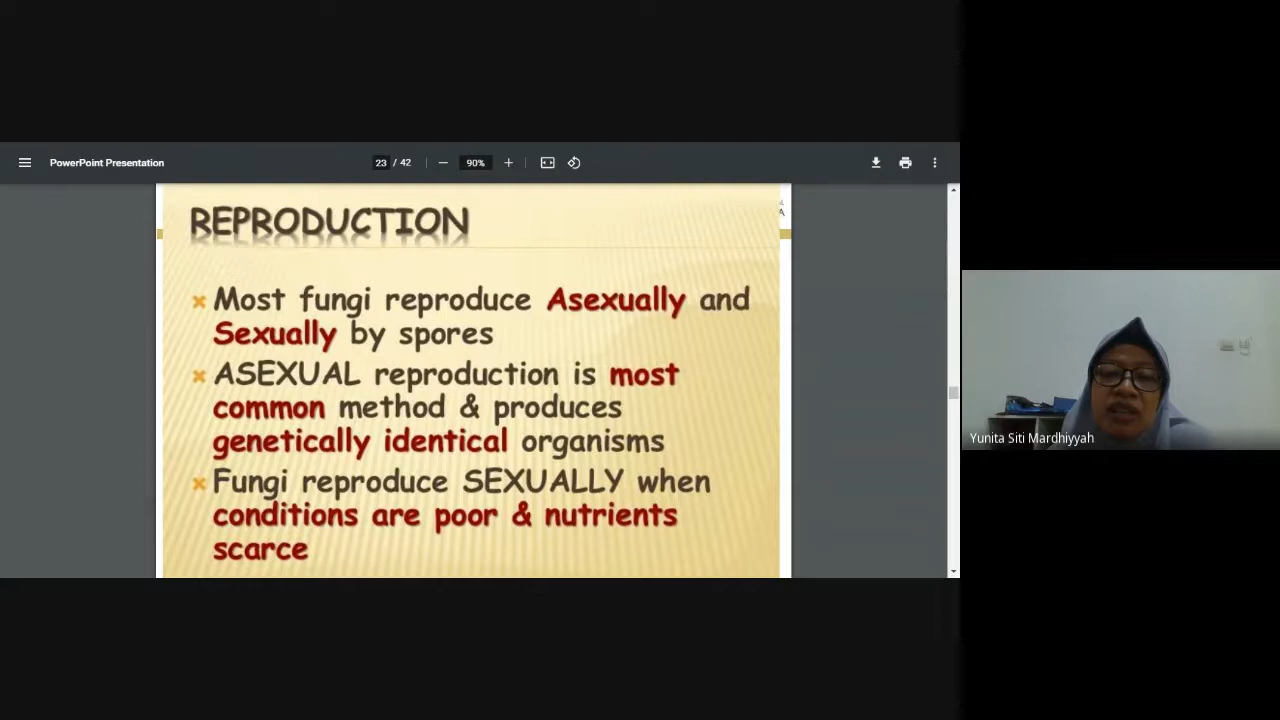 PowerPoint Presentation
23 / 42
90%
REPRODUCTION
Most fungi reproduce Asexually and
Sexually by spores
ASEXUAL reproduction is most
common method & produces
genetically identical organisms
Fungi reproduce SEXUALLY when
conditions are poor & nutrients
scarce
Yunita Siti Mardhiyyah